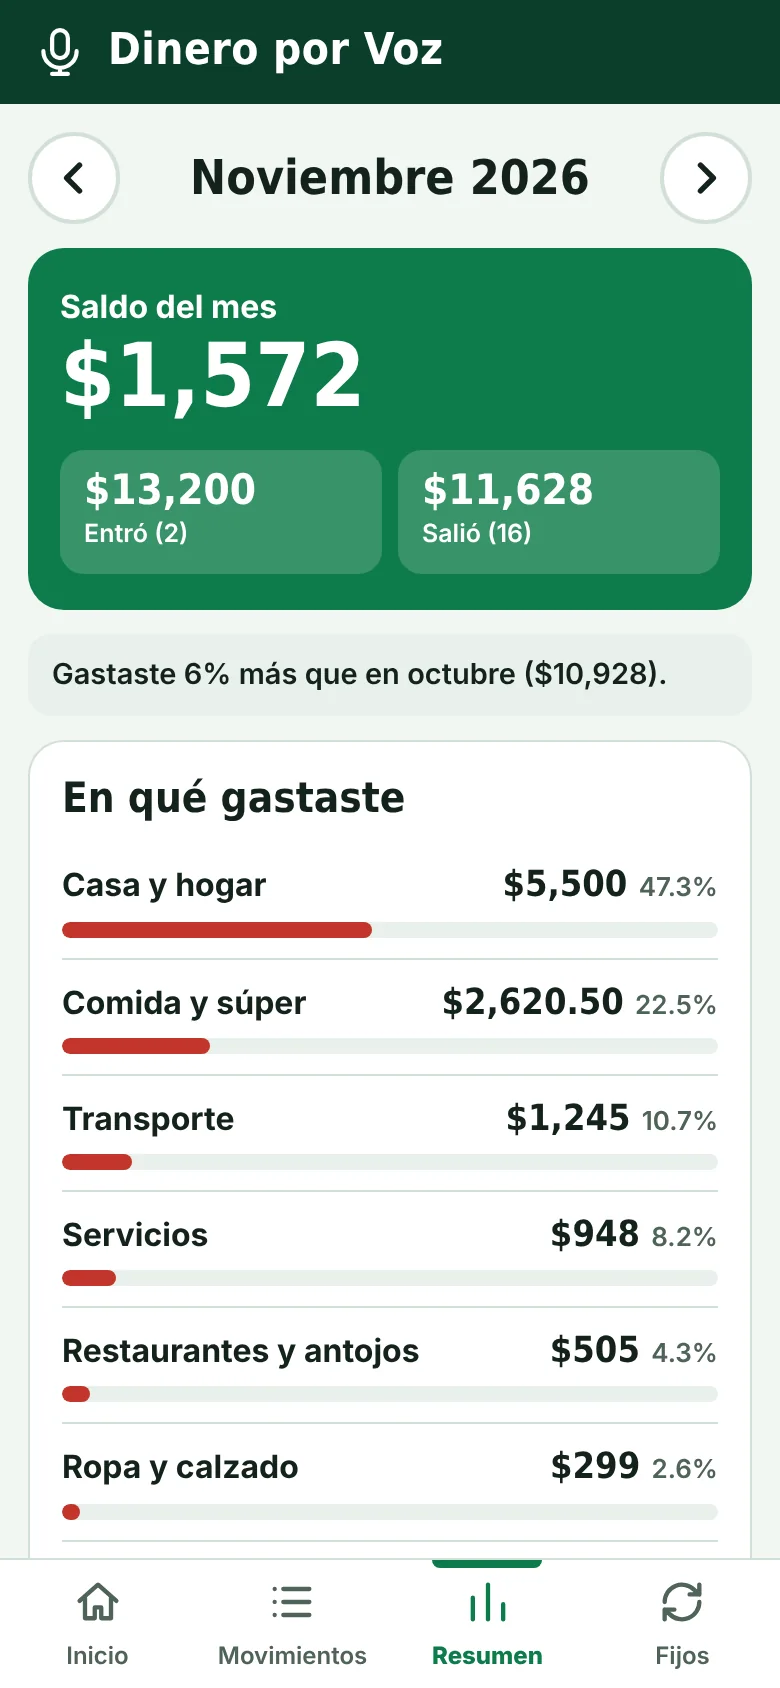 Dinero por Voz
Noviembre 2026
Saldo del mes
$1,572
$13,200
Entró (2)
$11,628
Salió (16)
Gastaste 6% más que en octubre ($10,928).
En qué gastaste
Casa y hogar $5,500 47.3%
Comida y súper $2,620.50 22.5%
Transporte $1,245 10.7%
Servicios $948 8.2%
Restaurantes y antojos $505 4.3%
Ropa y calzado $299 2.6%
Inicio Movimientos Resumen Fijos